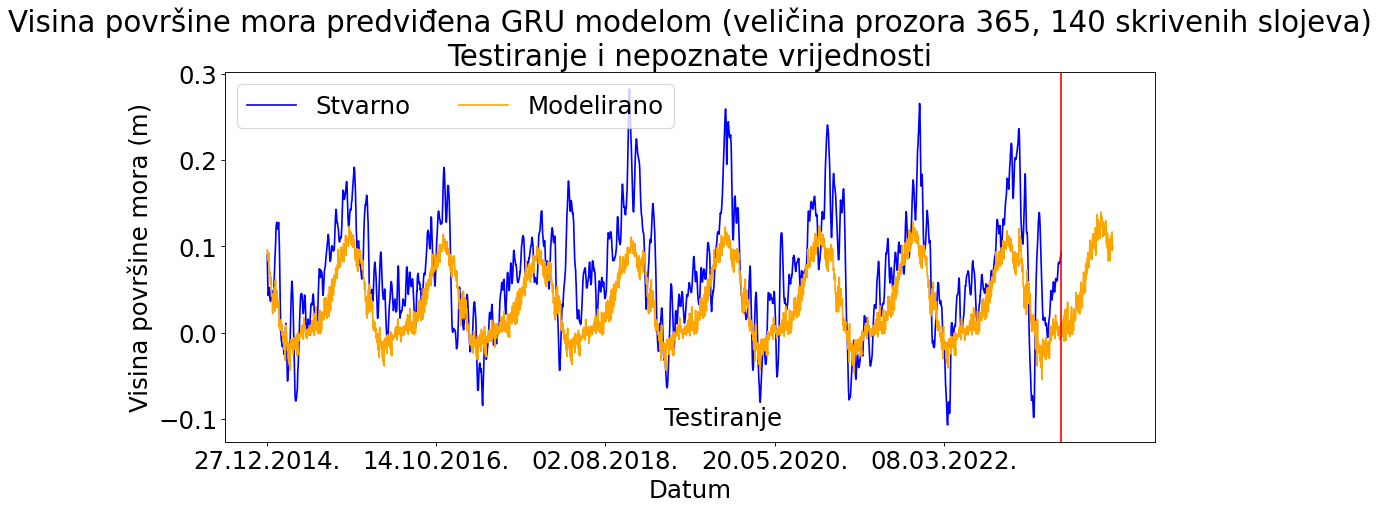 Visina površine mora predviđena GRU modelom (veličina prozora 365, 140 skrivenih slojeva)
Testiranje i nepoznate vrijednosti
Stvarno Modelirano
Visina površine mora (m)
0.3
0.2
0.1
0.0
−0.1
Testiranje
27.12.2014. 14.10.2016. 02.08.2018. 20.05.2020. 08.03.2022.
Datum